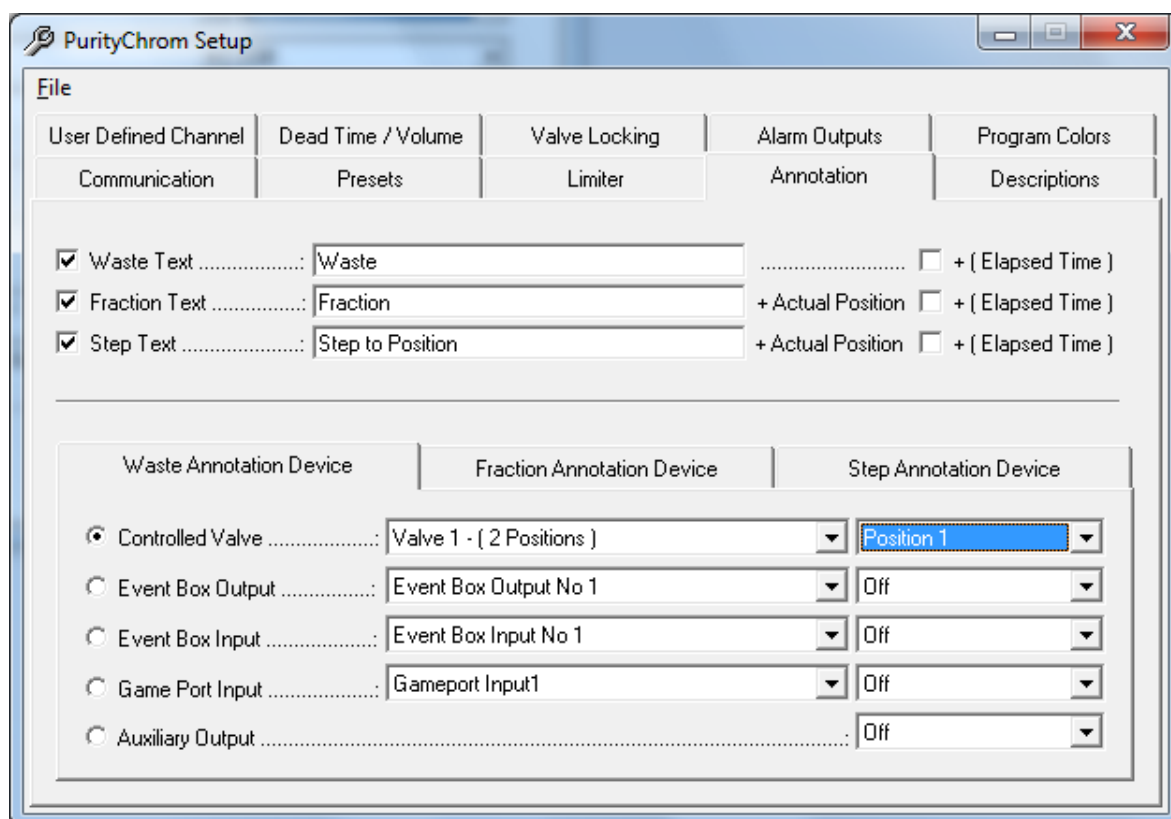 PurityChrom Setup
File
User Defined Channel Dead Time / Volume Valve Locking Alarm Outputs Program Colors
Communication Presets Limiter Annotation Descriptions
Waste Text ...................: Waste ......................... + ( Elapsed Time )
Fraction Text ................: Fraction + Actual Position + ( Elapsed Time )
Step Text .....................: Step to Position + Actual Position + ( Elapsed Time )
Waste Annotation Device Fraction Annotation Device Step Annotation Device
Controlled Valve ...................: Valve 1 - ( 2 Positions ) Position 1
Event Box Output ................: Event Box Output No 1 Off
Event Box Input ...................: Event Box Input No 1 Off
Game Port Input ...................: Gameport Input1 Off
Auxiliary Output ...................................................................................................: Off